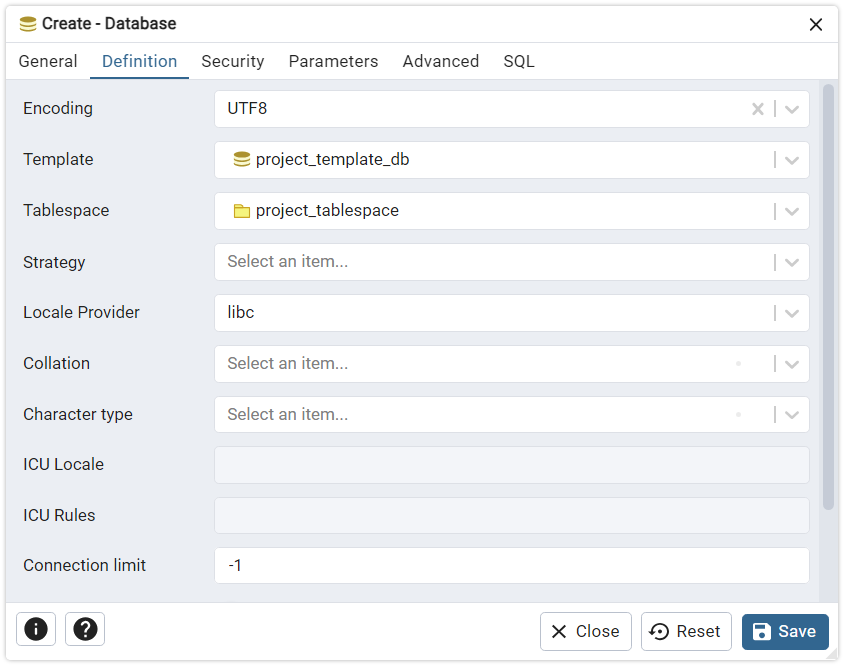 Create - Database
General Definition Security Parameters Advanced SQL
Encoding UTF8
Template project_template_db
Tablespace project_tablespace
Strategy Select an item...
Locale Provider libc
Collation Select an item...
Character type Select an item...
ICU Locale
ICU Rules
Connection limit -1
Close Reset Save